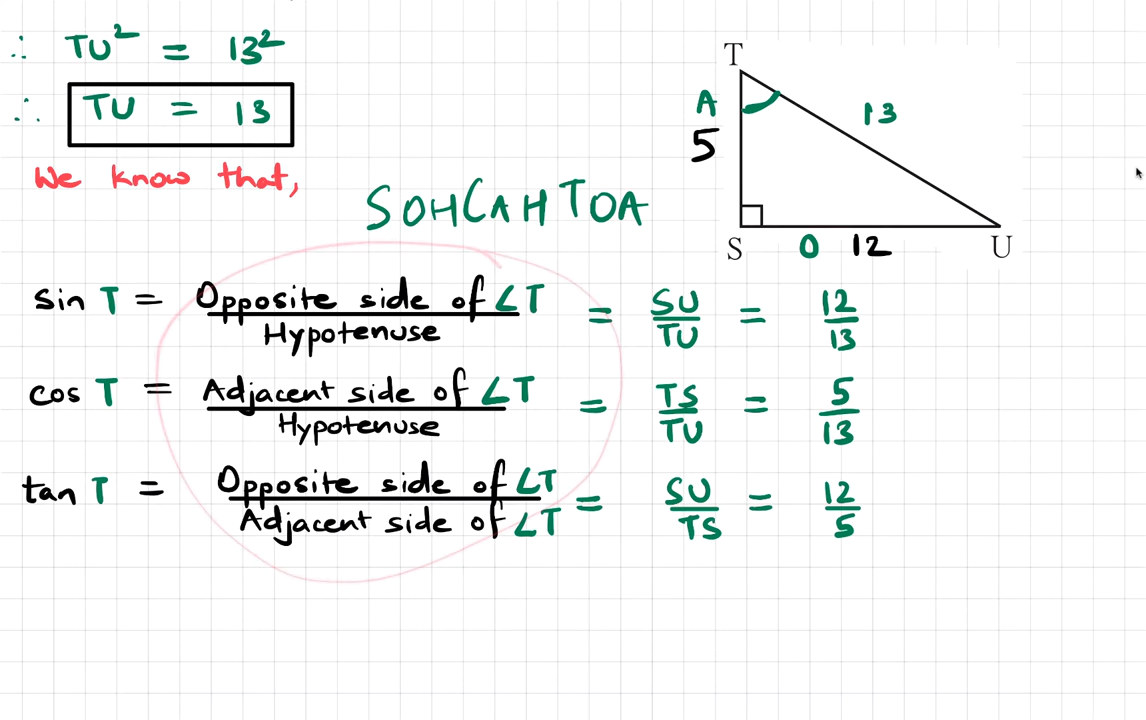 ∴ TU² = 13²
∴ TU = 13
We know that,
SOHCAHTOA
T
A
5
13
S
O
12
U
sin T = Opposite side of ∠T / Hypotenuse = SU / TU = 12 / 13
cos T = Adjacent side of ∠T / Hypotenuse = TS / TU = 5 / 13
tan T = Opposite side of ∠T / Adjacent side of ∠T = SU / TS = 12 / 5